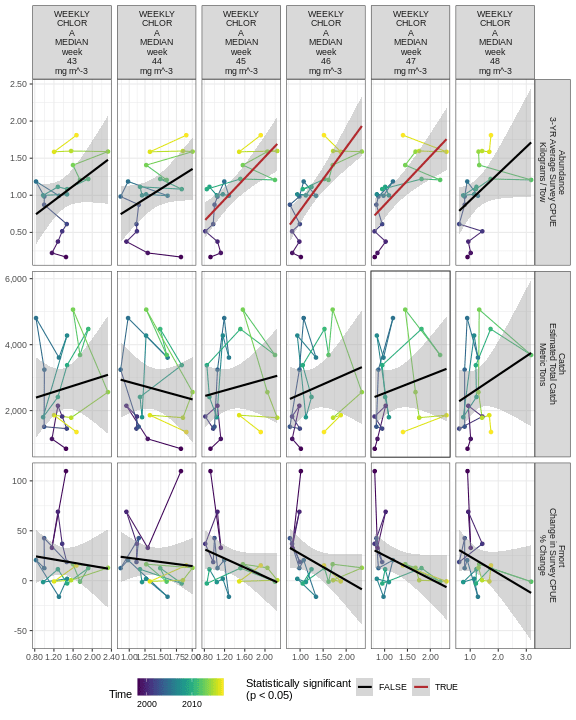 WEEKLY
CHLOR
A
MEDIAN
week
43
mg m^-3
WEEKLY
CHLOR
A
MEDIAN
week
44
mg m^-3
WEEKLY
CHLOR
A
MEDIAN
week
45
mg m^-3
WEEKLY
CHLOR
A
MEDIAN
week
46
mg m^-3
WEEKLY
CHLOR
A
MEDIAN
week
47
mg m^-3
WEEKLY
CHLOR
A
MEDIAN
week
48
mg m^-3
2.50
2.00
1.50
1.00
0.50
Abundance
3-YR Average Survey CPUE
Kilograms / Tow
6,000
4,000
2,000
Catch
Estimated Total Catch
Metric Tons
100
50
0
-50
Fmort
Change in Survey CPUE
% Change
0.80 1.20 1.60 2.00 2.40
1.00 1.25 1.50 1.75 2.00
0.80 1.20 1.60 2.00
1.00 1.50 2.00
1.00 1.50 2.00
1.0 2.0 3.0
Time
2000 2010
Statistically significant
(p < 0.05)
FALSE TRUE